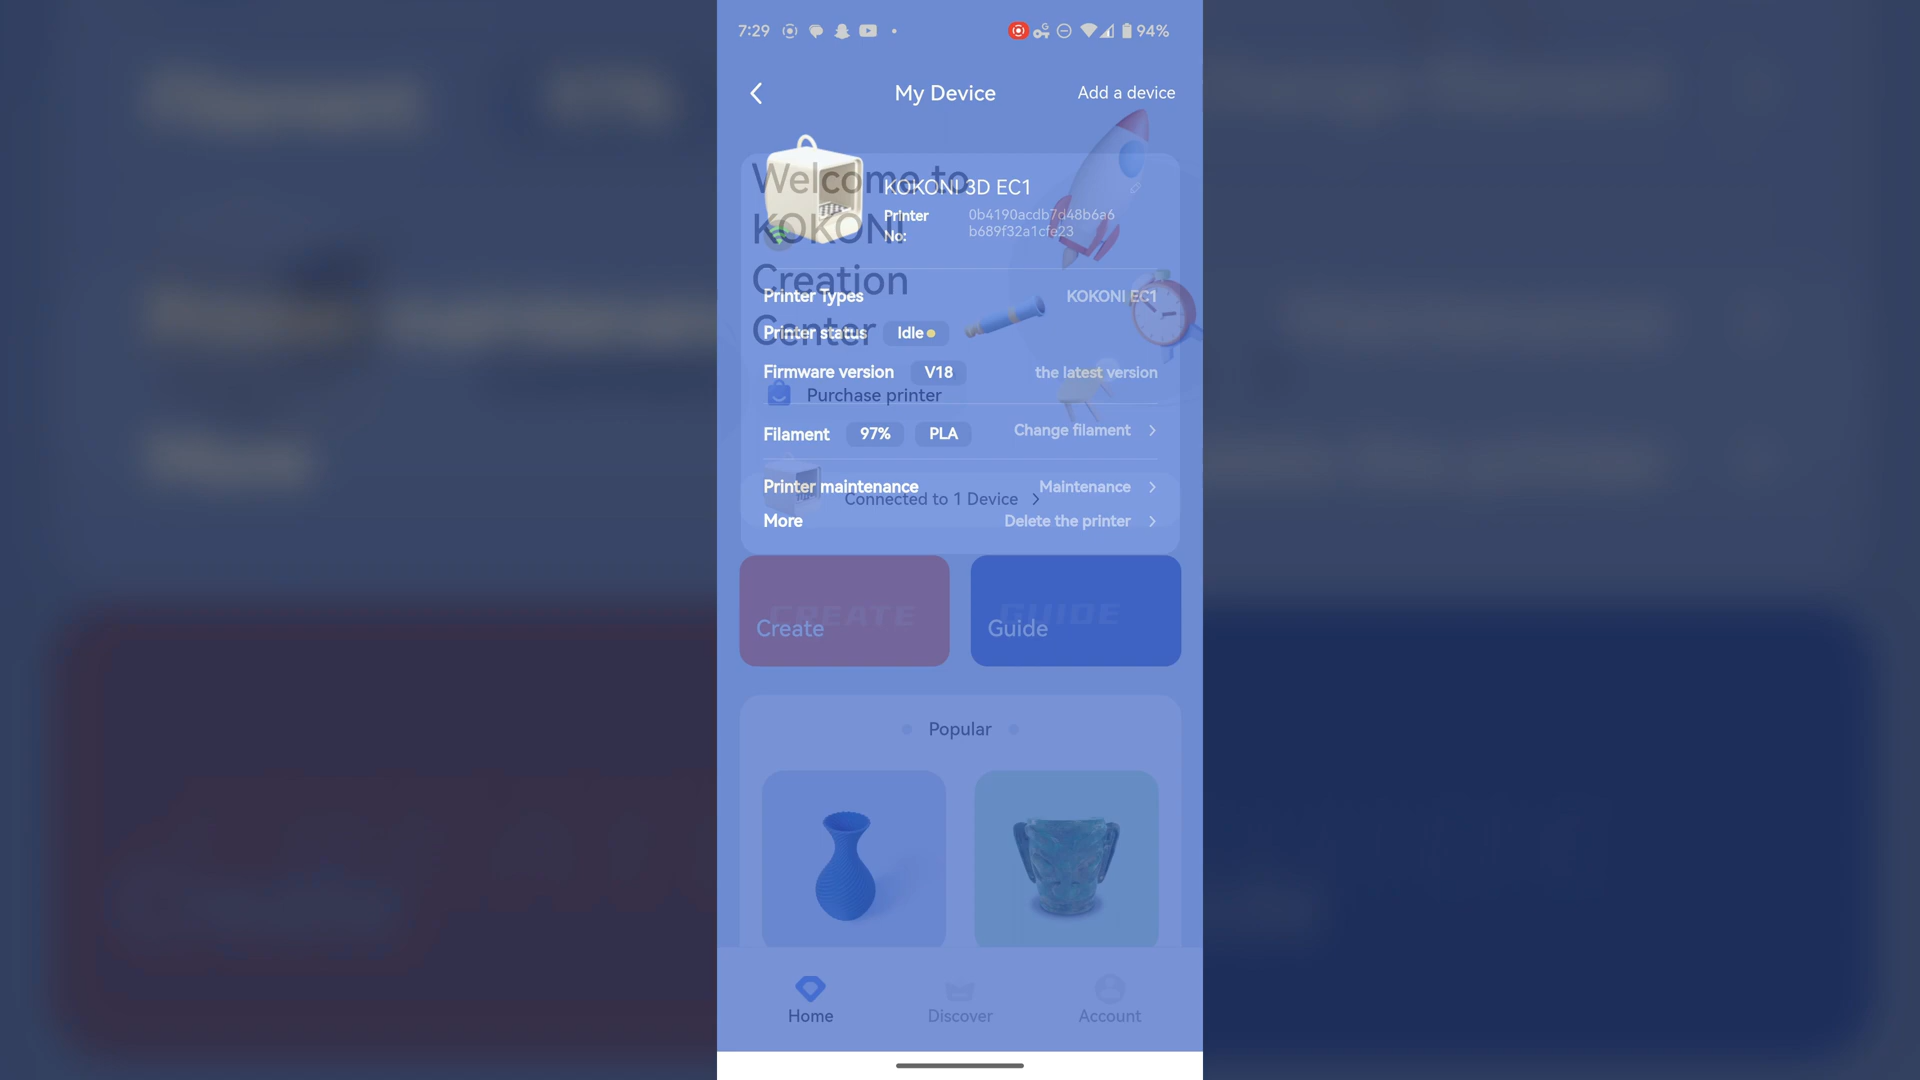 7:29
G
94%
My Device
Add a device
Welcome to
KOKONI
Creation
Center
KOKONI 3D EC1
Printer
No:
0b4190acdb7d48b6a6
b689f32a1cfe23
Printer Types
KOKONI EC1
Printer status
Idle
Firmware version
V18
the latest version
Purchase printer
Filament
97%
PLA
Change filament
Printer maintenance
Maintenance
Connected to 1 Device
More
Delete the printer
CREATE
Create
GUIDE
Guide
Popular
Home
Discover
Account